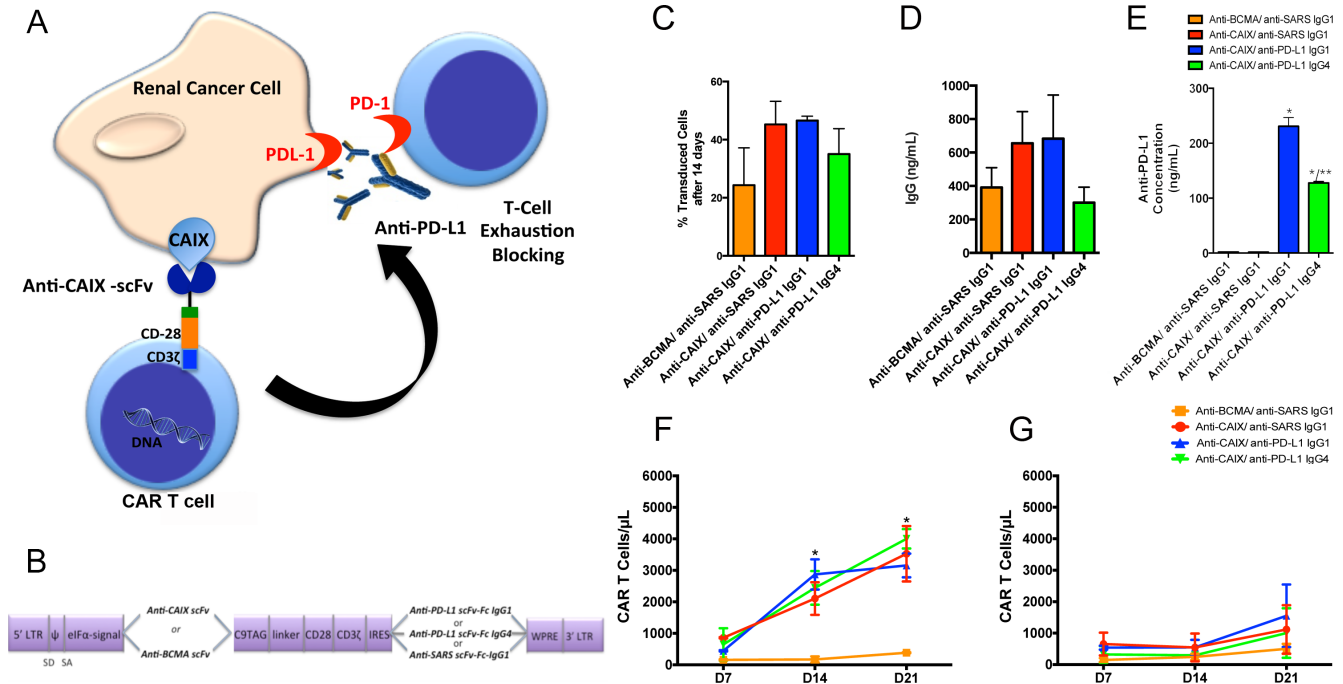 A
Renal Cancer Cell
PD-1
PDL-1
Anti-PD-L1
T-Cell
Exhaustion
Blocking
CAIX
Anti-CAIX -scFv
CD-28
CD3ζ
DNA
CAR T cell
B
5' LTR
ψ
eIFα-signal
SD
SA
Anti-CAIX scFv
or
Anti-BCMA scFv
C9TAG
linker
CD28
CD3ζ
IRES
Anti-PD-L1 scFv-Fc IgG1
or
Anti-PD-L1 scFv-Fc IgG4
or
Anti-SARS scFv-Fc-IgG1
WPRE
3' LTR
C
% Transduced Cells
after 14 days
60
40
20
0
Anti-BCMA/ anti-SARS IgG1
Anti-CAIX/ anti-SARS IgG1
Anti-CAIX/ anti-PD-L1 IgG1
Anti-CAIX/ anti-PD-L1 IgG4
D
IgG (ng/mL)
1000
800
600
400
200
0
Anti-BCMA/ anti-SARS IgG1
Anti-CAIX/ anti-SARS IgG1
Anti-CAIX/ anti-PD-L1 IgG1
Anti-CAIX/ anti-PD-L1 IgG4
E
Anti-BCMA/ anti-SARS IgG1
Anti-CAIX/ anti-SARS IgG1
Anti-CAIX/ anti-PD-L1 IgG1
Anti-CAIX/ anti-PD-L1 IgG4
Anti-PD-L1
Concentration
(ng/mL)
300
200
100
0
*
*/**
Anti-BCMA/ anti-SARS IgG1
Anti-CAIX/ anti-SARS IgG1
Anti-CAIX/ anti-PD-L1 IgG1
Anti-CAIX/ anti-PD-L1 IgG4
F
CAR T Cells/µL
6000
5000
4000
3000
2000
1000
0
*
*
D7
D14
D21
G
Anti-BCMA/ anti-SARS IgG1
Anti-CAIX/ anti-SARS IgG1
Anti-CAIX/ anti-PD-L1 IgG1
Anti-CAIX/ anti-PD-L1 IgG4
CAR T Cells/µL
6000
5000
4000
3000
2000
1000
0
D7
D14
D21